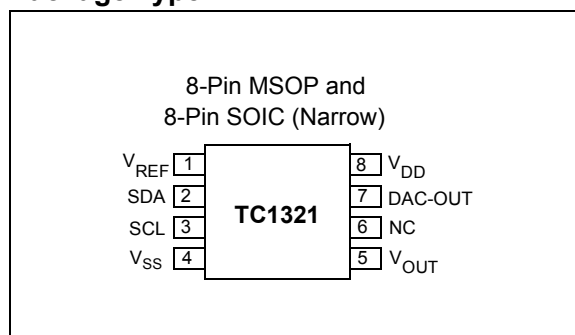 8-Pin MSOP and
8-Pin SOIC (Narrow)
VREF 1 8 VDD
SDA 2 7 DAC-OUT
TC1321
SCL 3 6 NC
VSS 4 5 VOUT